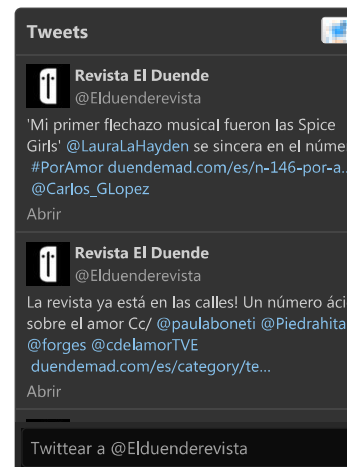 Tweets
Revista El Duende
@Elduenderevista
'Mi primer flechazo musical fueron las Spice
Girls' @LauraLaHayden se sincera en el núme
#PorAmor duendemad.com/es/n-146-por-a...
@Carlos_GLopez
Abrir
Revista El Duende
@Elduenderevista
La revista ya está en las calles! Un número áci
sobre el amor Cc/ @paulaboneti @Piedrahita
@forges @cdelamorTVE
duendemad.com/es/category/te...
Abrir
Twittear a @Elduenderevista